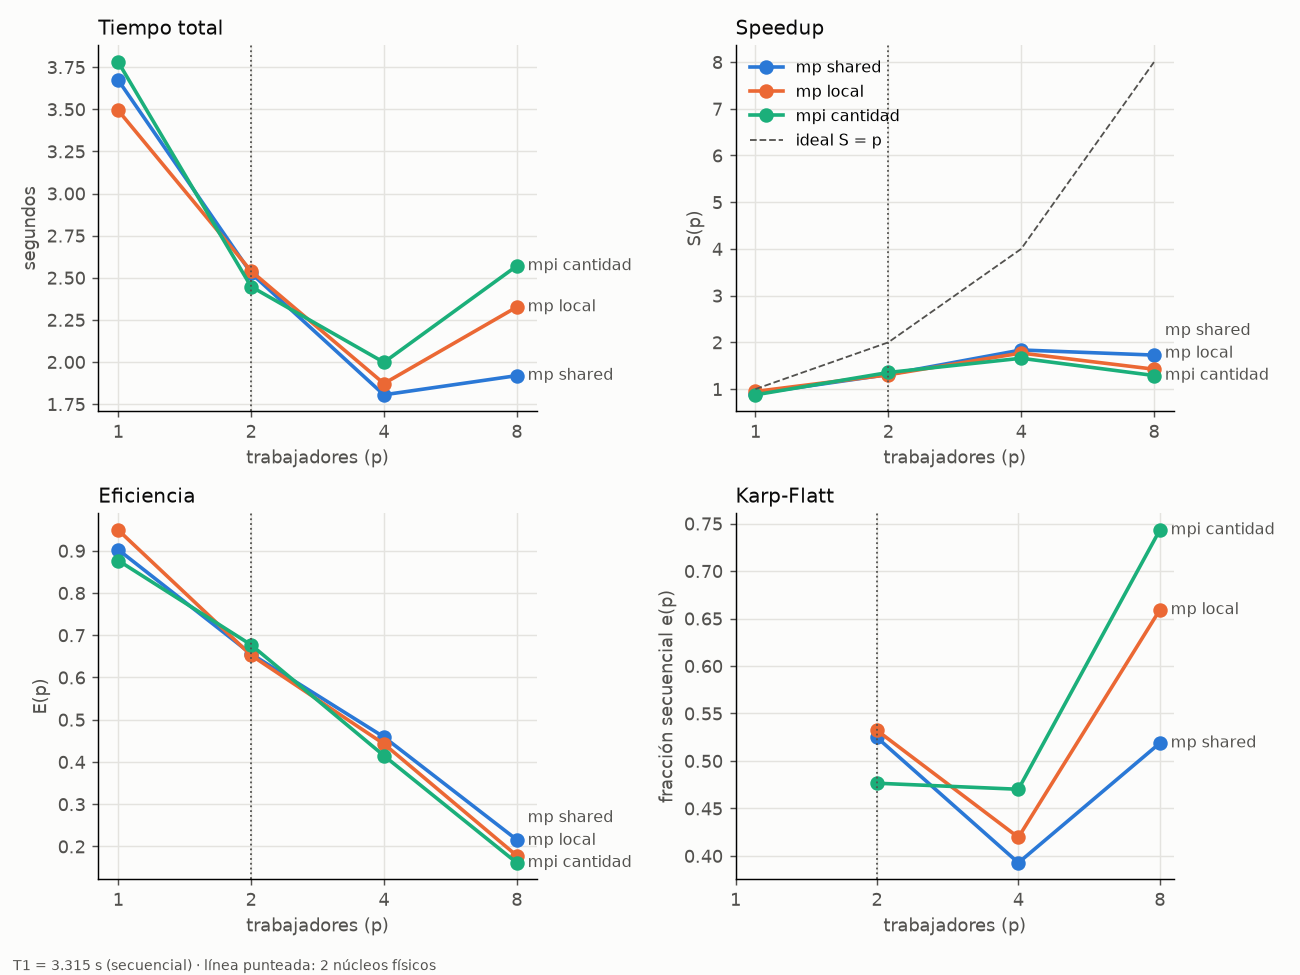 Tiempo total
3.75
3.50
3.25
3.00
2.75
2.50
2.25
2.00
1.75
segundos
mpi cantidad
mp local
mp shared
1 2 4 8
trabajadores (p)
Speedup
mp shared
mp local
mpi cantidad
ideal S = p
8
7
6
5
4
3
2
1
S(p)
mp shared
mp local
mpi cantidad
1 2 4 8
trabajadores (p)
Eficiencia
0.9
0.8
0.7
0.6
0.5
0.4
0.3
0.2
E(p)
mp shared
mp local
mpi cantidad
1 2 4 8
trabajadores (p)
Karp-Flatt
0.75
0.70
0.65
0.60
0.55
0.50
0.45
0.40
fracción secuencial e(p)
mpi cantidad
mp local
mp shared
1 2 4 8
trabajadores (p)
T1 = 3.315 s (secuencial) · línea punteada: 2 núcleos físicos